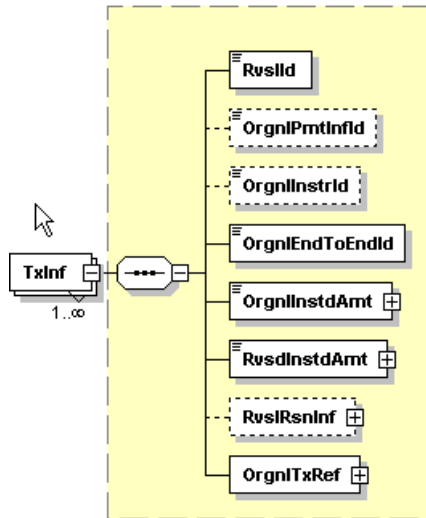 RvslId
OrgnlPmtInfId
OrgnlInstrId
OrgnlEndToEndId
TxInf
1..∞
OrgnlInstdAmt
RvsdInstdAmt
RvslRsnInf
OrgnlTxRef